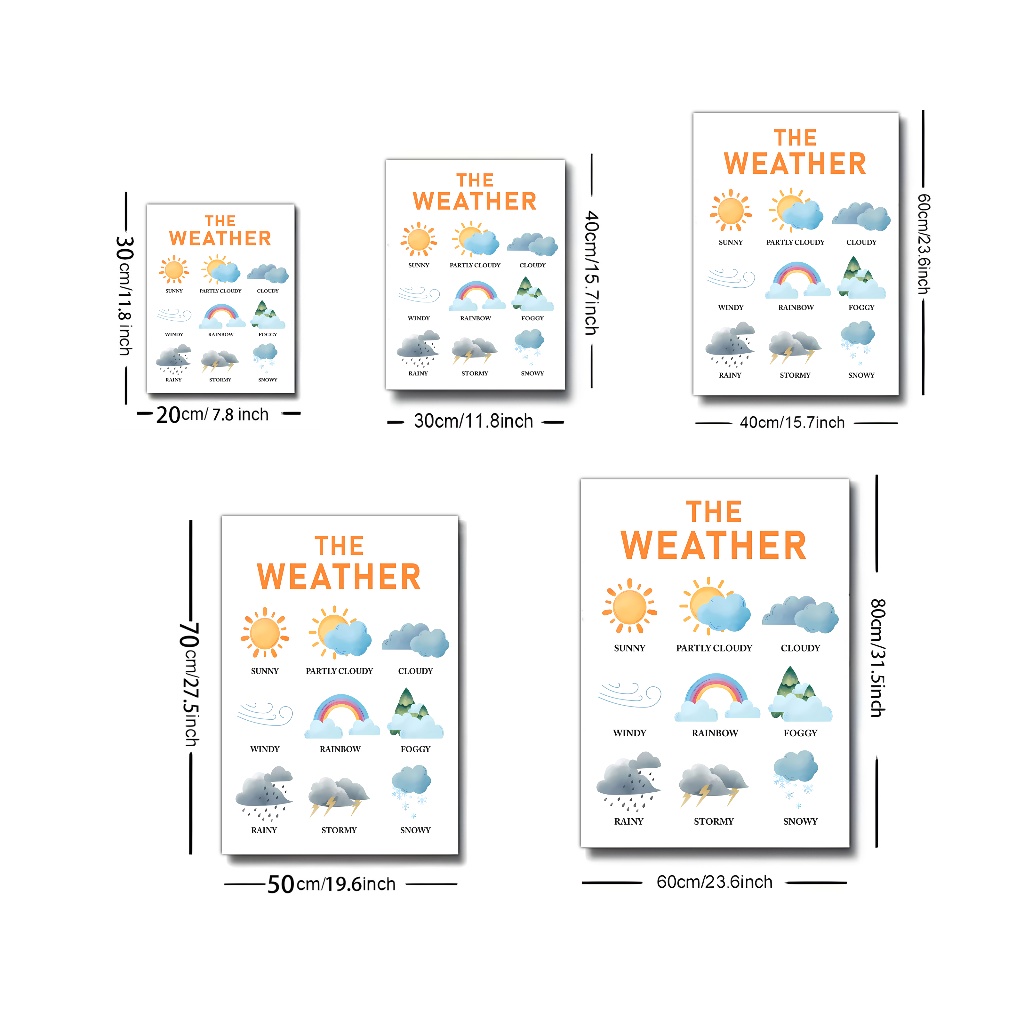 THE
WEATHER
SUNNY PARTLY CLOUDY CLOUDY
WINDY RAINBOW FOGGY
RAINY STORMY SNOWY
30cm/11.8 inch
20cm/ 7.8 inch
THE
WEATHER
SUNNY PARTLY CLOUDY CLOUDY
WINDY RAINBOW FOGGY
RAINY STORMY SNOWY
40cm/15.7inch
30cm/11.8inch
THE
WEATHER
SUNNY PARTLY CLOUDY CLOUDY
WINDY RAINBOW FOGGY
RAINY STORMY SNOWY
60cm/23.6inch
40cm/15.7inch
THE
WEATHER
SUNNY PARTLY CLOUDY CLOUDY
WINDY RAINBOW FOGGY
RAINY STORMY SNOWY
70cm/27.5inch
50cm/19.6inch
THE
WEATHER
SUNNY PARTLY CLOUDY CLOUDY
WINDY RAINBOW FOGGY
RAINY STORMY SNOWY
80cm/31.5inch
60cm/23.6inch